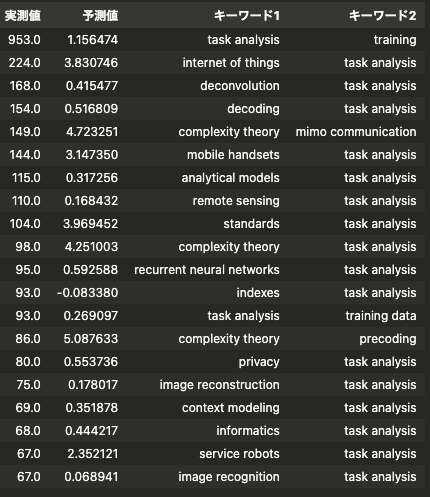 実測値 予測値 キーワード1 キーワード2
953.0 1.156474 task analysis training
224.0 3.830746 internet of things task analysis
168.0 0.415477 deconvolution task analysis
154.0 0.516809 decoding task analysis
149.0 4.723251 complexity theory mimo communication
144.0 3.147350 mobile handsets task analysis
115.0 0.317256 analytical models task analysis
110.0 0.168432 remote sensing task analysis
104.0 3.969452 standards task analysis
98.0 4.251003 complexity theory task analysis
95.0 0.592588 recurrent neural networks task analysis
93.0 -0.083380 indexes task analysis
93.0 0.269097 task analysis training data
86.0 5.087633 complexity theory precoding
80.0 0.553736 privacy task analysis
75.0 0.178017 image reconstruction task analysis
69.0 0.351878 context modeling task analysis
68.0 0.444217 informatics task analysis
67.0 2.352121 service robots task analysis
67.0 0.068941 image recognition task analysis